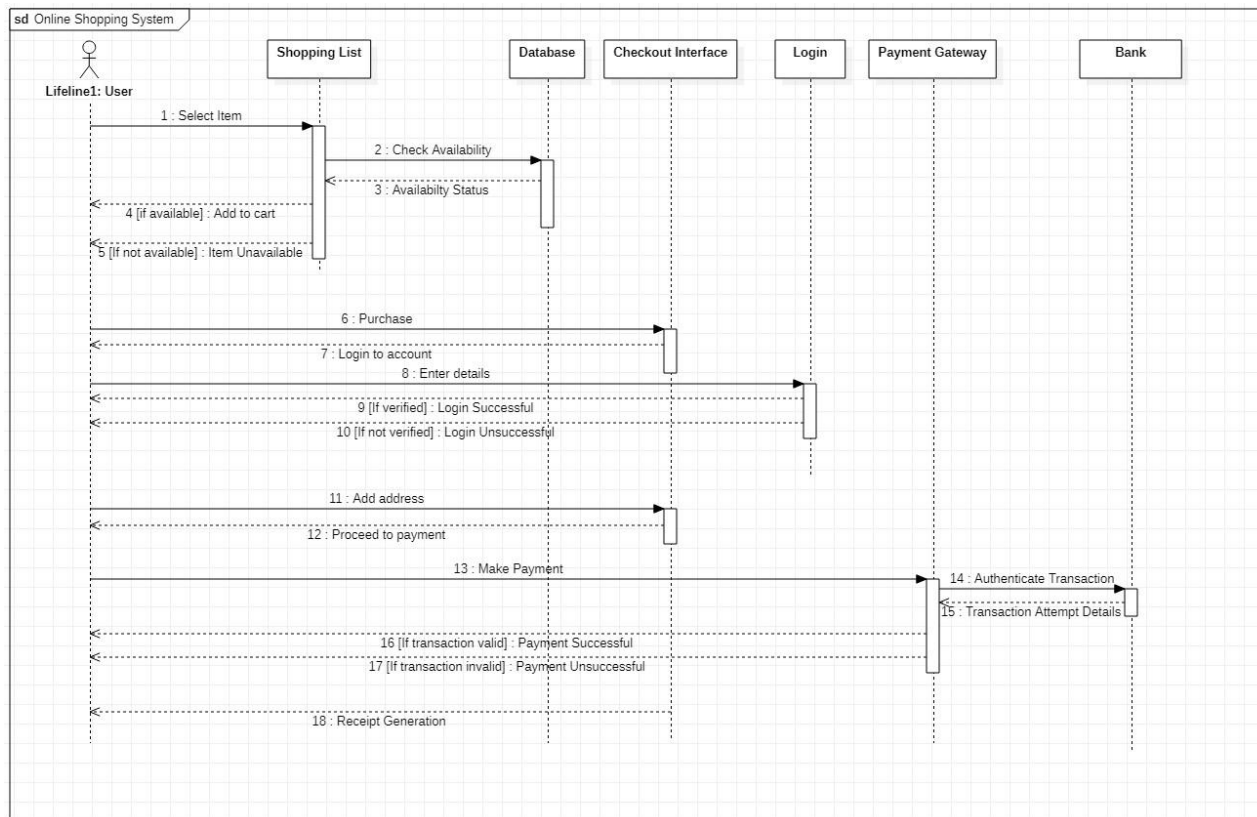 sd Online Shopping System
Shopping List
Database
Checkout Interface
Login
Payment Gateway
Bank
Lifeline1: User
1 : Select Item
2 : Check Availability
3 : Availabilty Status
4 [if available] : Add to cart
5 [If not available] : Item Unavailable
6 : Purchase
7 : Login to account
8 : Enter details
9 [If verified] : Login Successful
10 [If not verified] : Login Unsuccessful
11 : Add address
12 : Proceed to payment
13 : Make Payment
14 : Authenticate Transaction
15 : Transaction Attempt Details
16 [If transaction valid] : Payment Successful
17 [If transaction invalid] : Payment Unsuccessful
18 : Receipt Generation